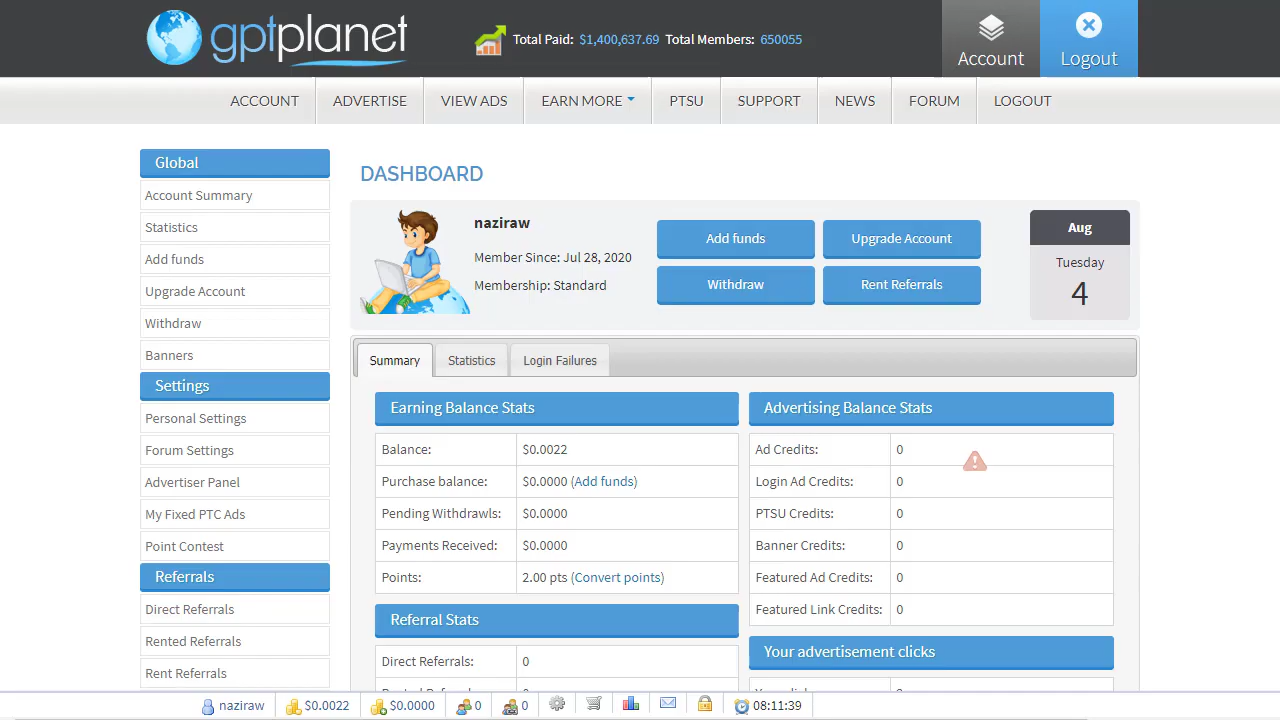 gptplanet
Total Paid: $1,400,637.69 Total Members: 650055
Account
Logout
ACCOUNT
ADVERTISE
VIEW ADS
EARN MORE
PTSU
SUPPORT
NEWS
FORUM
LOGOUT
Global
Account Summary
Statistics
Add funds
Upgrade Account
Withdraw
Banners
Settings
Personal Settings
Forum Settings
Advertiser Panel
My Fixed PTC Ads
Point Contest
Referrals
Direct Referrals
Rented Referrals
Rent Referrals
DASHBOARD
naziraw
Member Since: Jul 28, 2020
Membership: Standard
Add funds
Upgrade Account
Withdraw
Rent Referrals
Aug
Tuesday
4
Summary
Statistics
Login Failures
Earning Balance Stats
Balance: $0.0022
Purchase balance: $0.0000 (Add funds)
Pending Withdrawls: $0.0000
Payments Received: $0.0000
Points: 2.00 pts (Convert points)
Referral Stats
Direct Referrals: 0
Advertising Balance Stats
Ad Credits: 0
Login Ad Credits: 0
PTSU Credits: 0
Banner Credits: 0
Featured Ad Credits: 0
Featured Link Credits: 0
Your advertisement clicks
naziraw
$0.0022
$0.0000
0
0
08:11:39